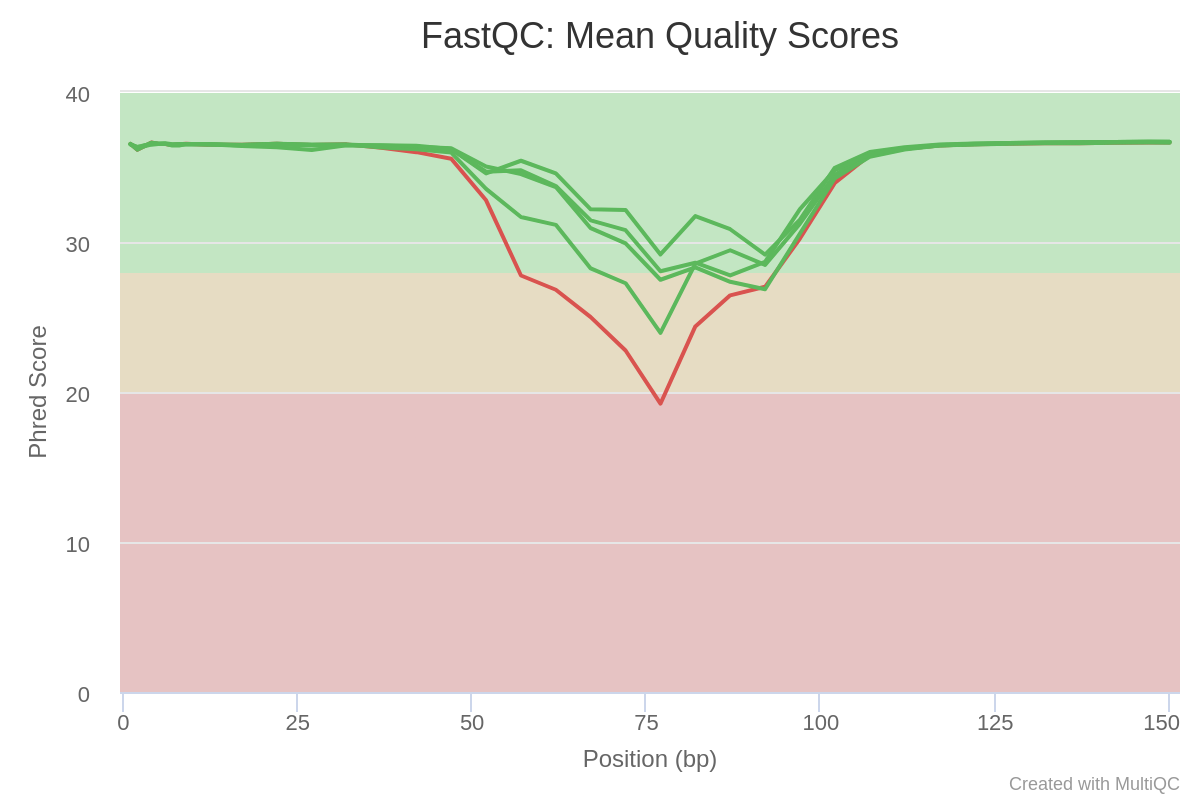 FastQC: Mean Quality Scores
40
30
20
10
0
Phred Score
0 25 50 75 100 125 150
Position (bp)
Created with MultiQC